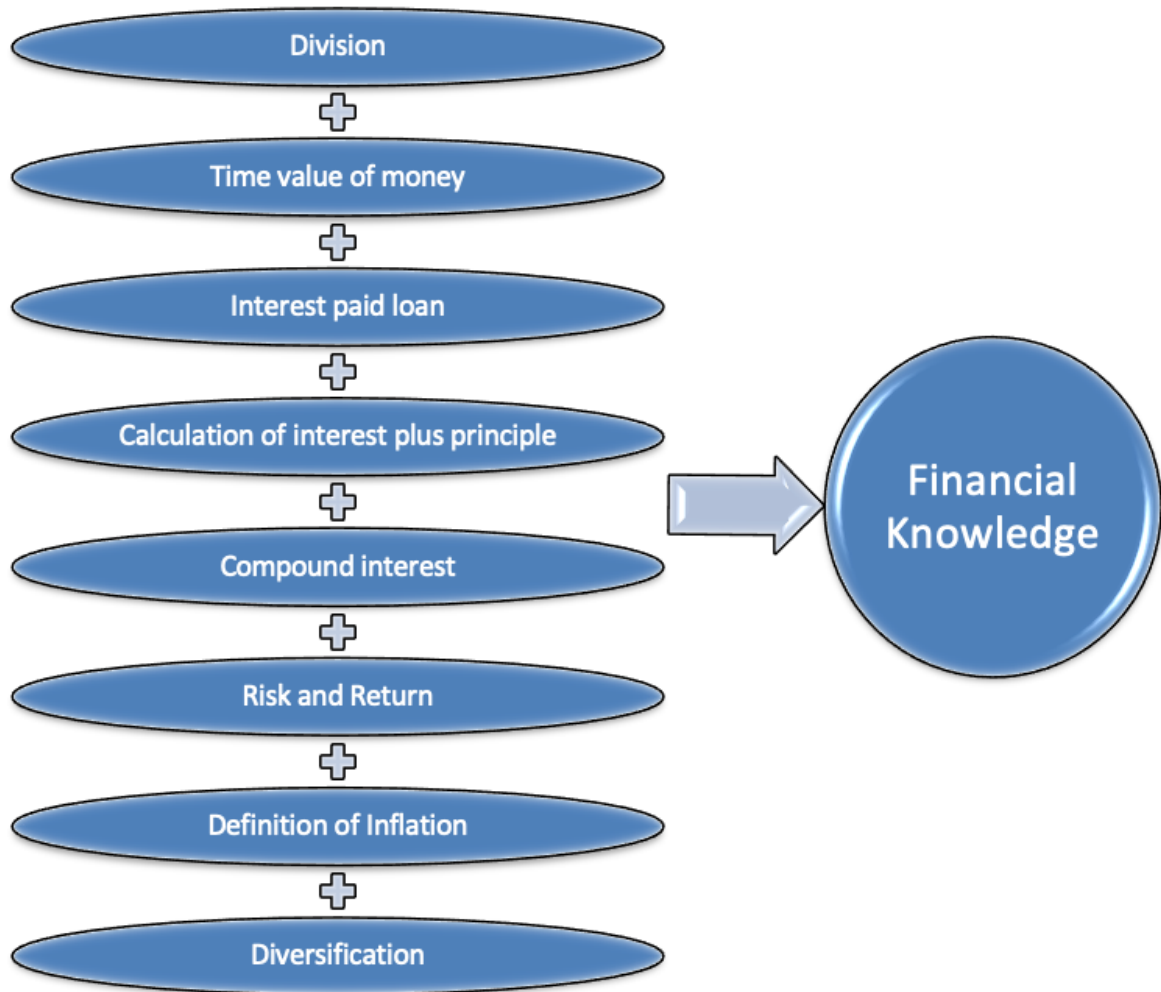 Division
Time value of money
Interest paid loan
Calculation of interest plus principle
Compound interest
Risk and Return
Definition of Inflation
Diversification
Financial
Knowledge